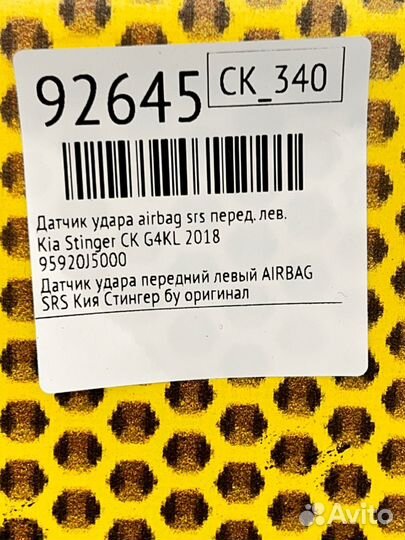 92645
CK_340
Датчик удара airbag srs перед. лев.
Kia Stinger CK G4KL 2018
95920J5000
Датчик удара передний левый AIRBAG
SRS Киа Стингер бу оригинал
Avito